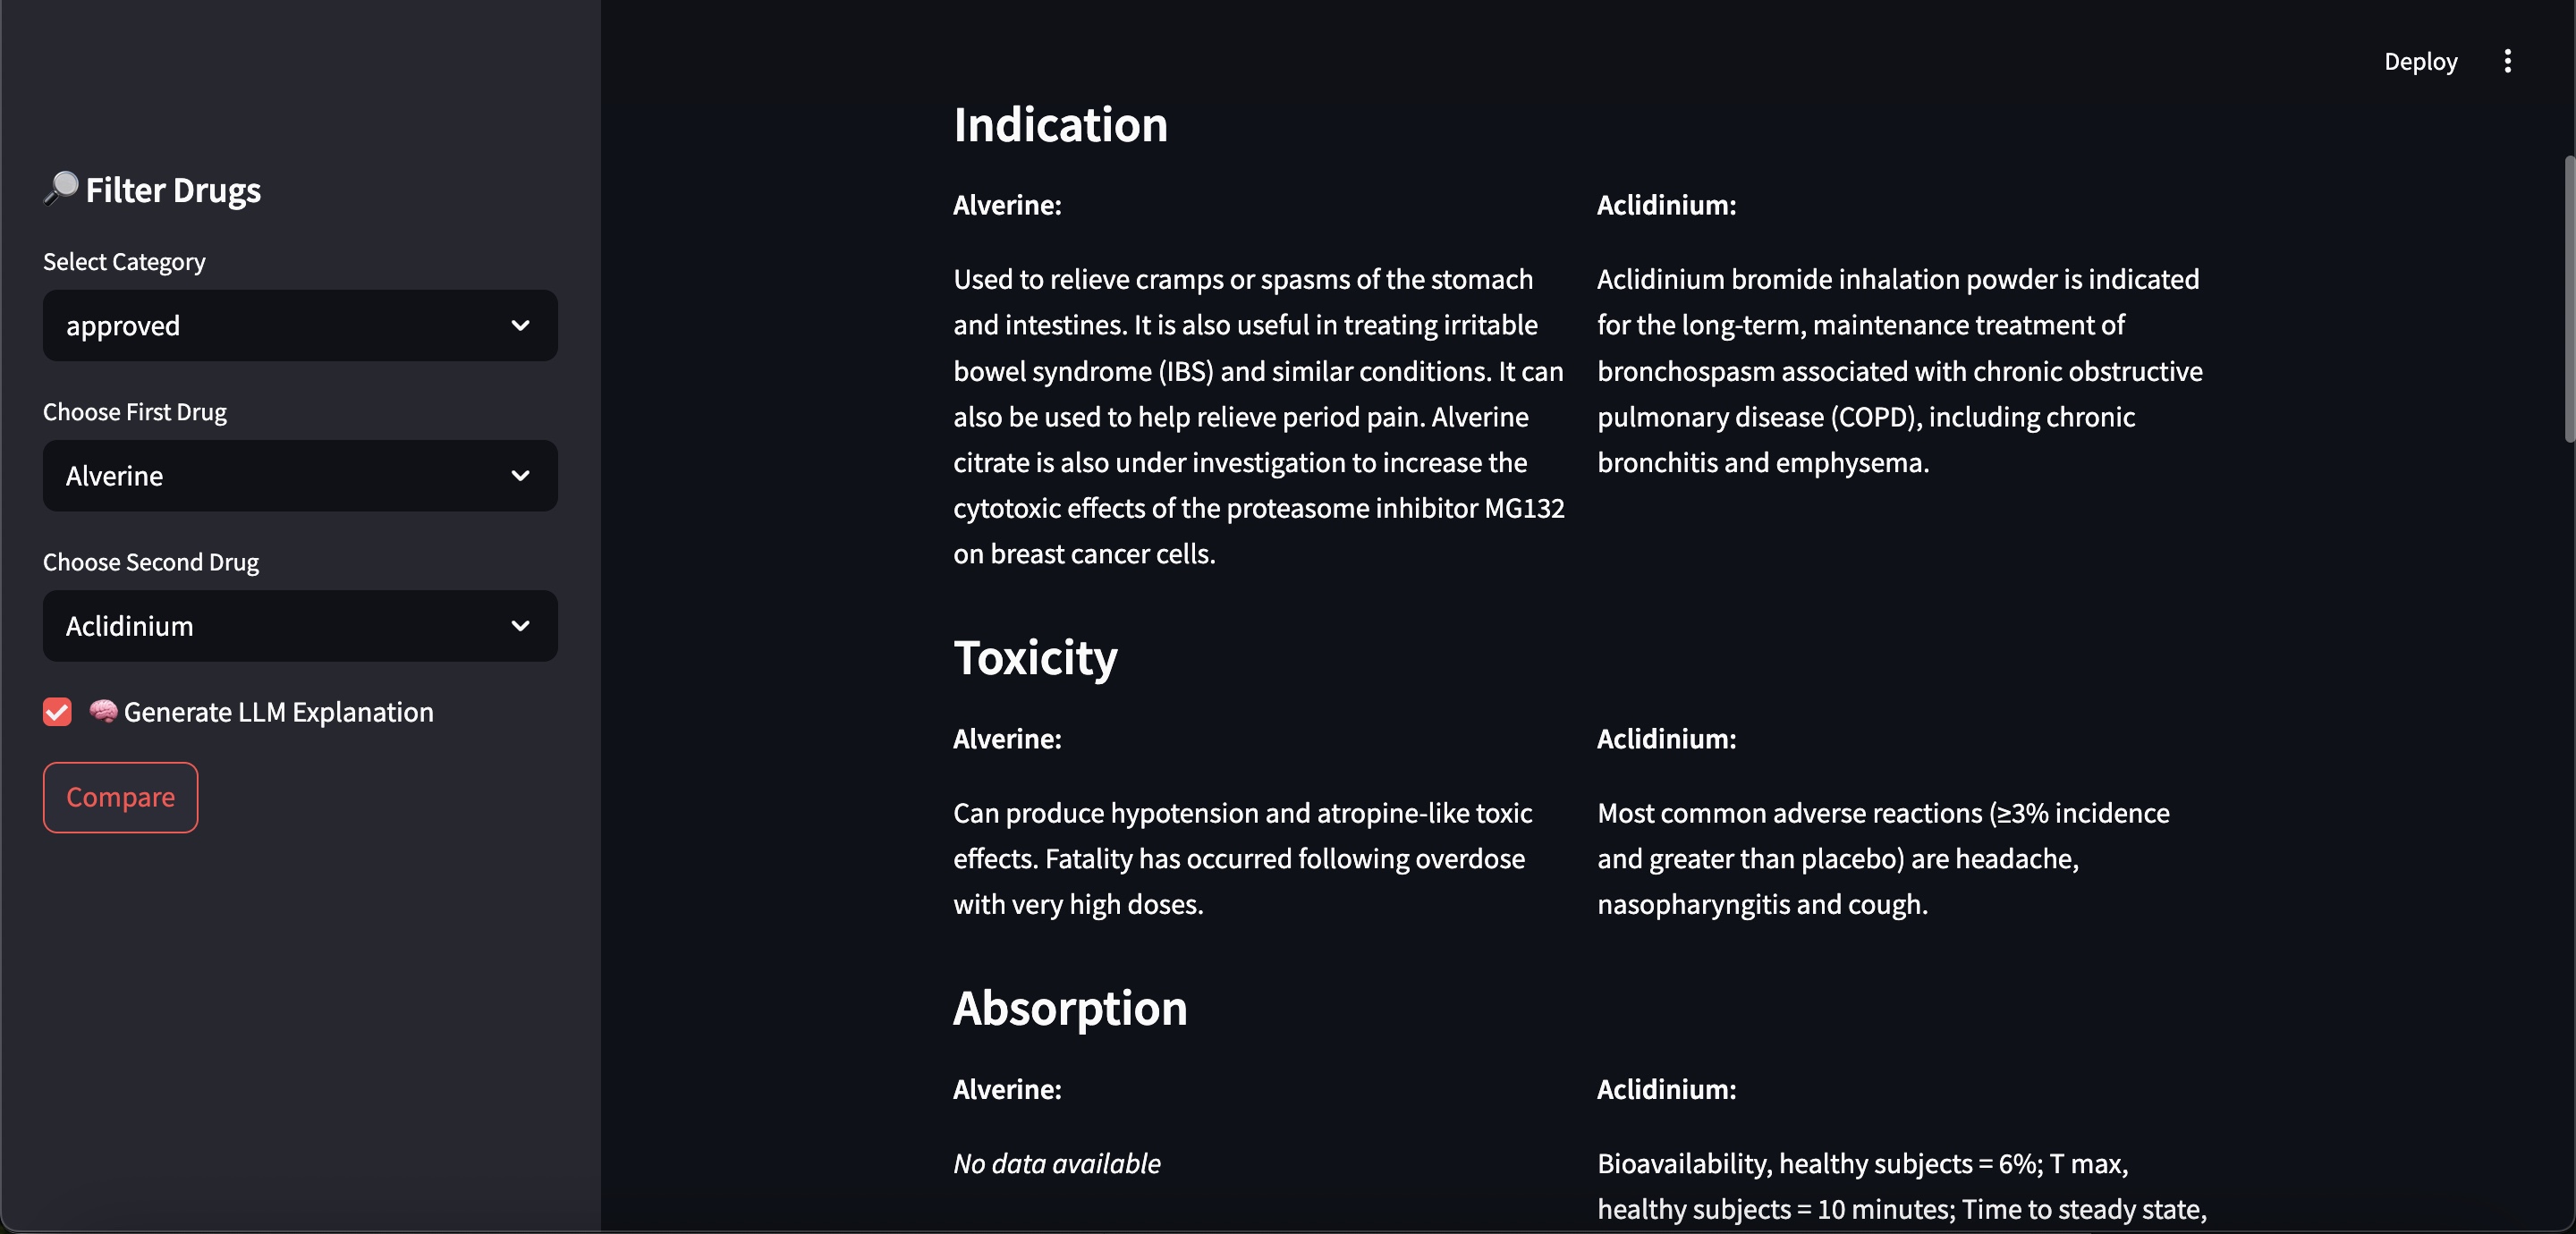 Deploy
🔎 Filter Drugs
Select Category
approved
Choose First Drug
Alverine
Choose Second Drug
Aclidinium
🧠 Generate LLM Explanation
Compare
Indication
Alverine:
Used to relieve cramps or spasms of the stomach
and intestines. It is also useful in treating irritable
bowel syndrome (IBS) and similar conditions. It can
also be used to help relieve period pain. Alverine
citrate is also under investigation to increase the
cytotoxic effects of the proteasome inhibitor MG132
on breast cancer cells.
Aclidinium:
Aclidinium bromide inhalation powder is indicated
for the long-term, maintenance treatment of
bronchospasm associated with chronic obstructive
pulmonary disease (COPD), including chronic
bronchitis and emphysema.
Toxicity
Alverine:
Can produce hypotension and atropine-like toxic
effects. Fatality has occurred following overdose
with very high doses.
Aclidinium:
Most common adverse reactions (≥3% incidence
and greater than placebo) are headache,
nasopharyngitis and cough.
Absorption
Alverine:
No data available
Aclidinium:
Bioavailability, healthy subjects = 6%; T max,
healthy subjects = 10 minutes; Time to steady state,